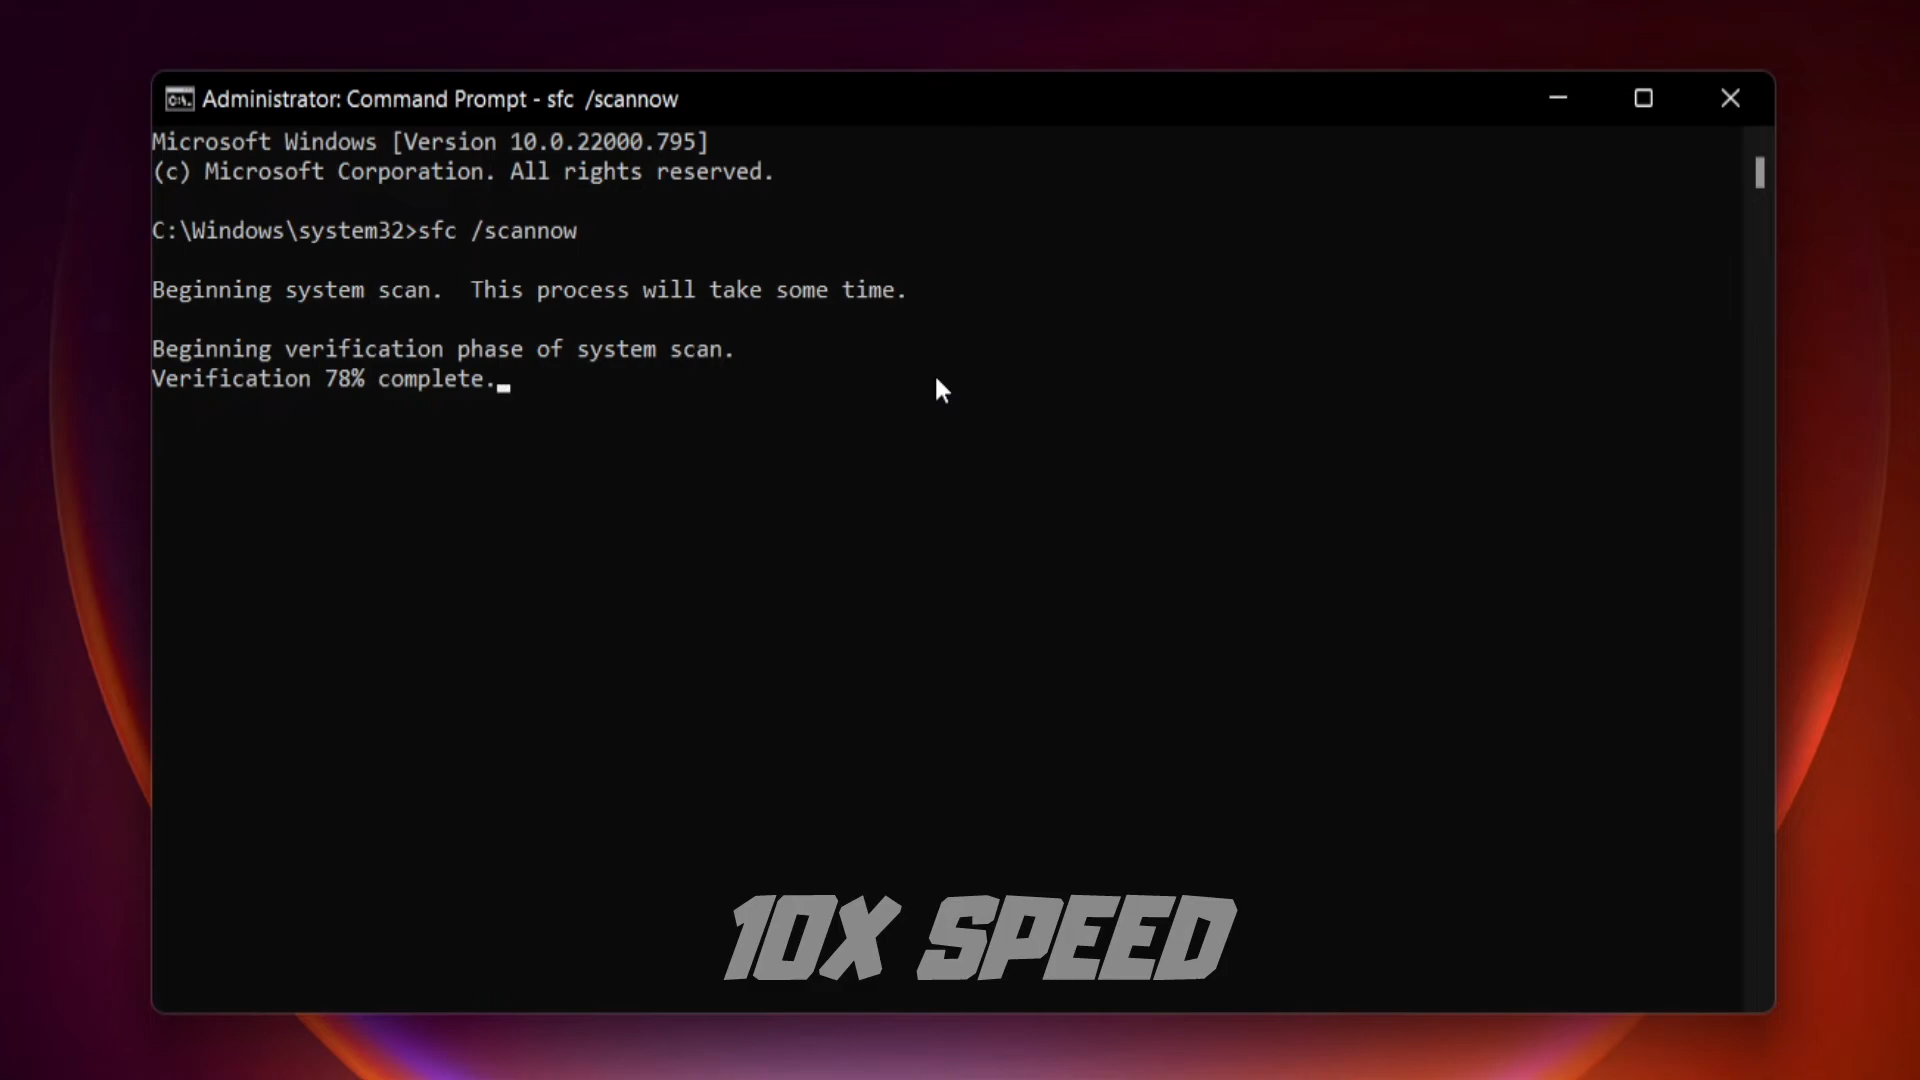 Administrator: Command Prompt - sfc  /scannow
Microsoft Windows [Version 10.0.22000.795]
(c) Microsoft Corporation. All rights reserved.
C:\Windows\system32>sfc /scannow
Beginning system scan.  This process will take some time.
Beginning verification phase of system scan.
Verification 78% complete.
10X SPEED